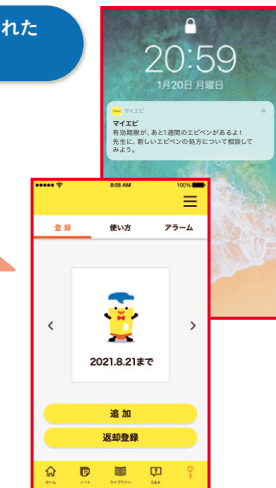 れた
20:59
1月20日 月曜日
マイエピ
マイエピ
有効期限が、あと1週間のエピペンがあるよ!
先生に、新しいエピペンの処方について相談して
みよう。
8:08 AM
100%
登録
使い方
アラーム
2021.8.21まで
追加
返却登録
ホーム
ノート
ライブラリー
Q&A